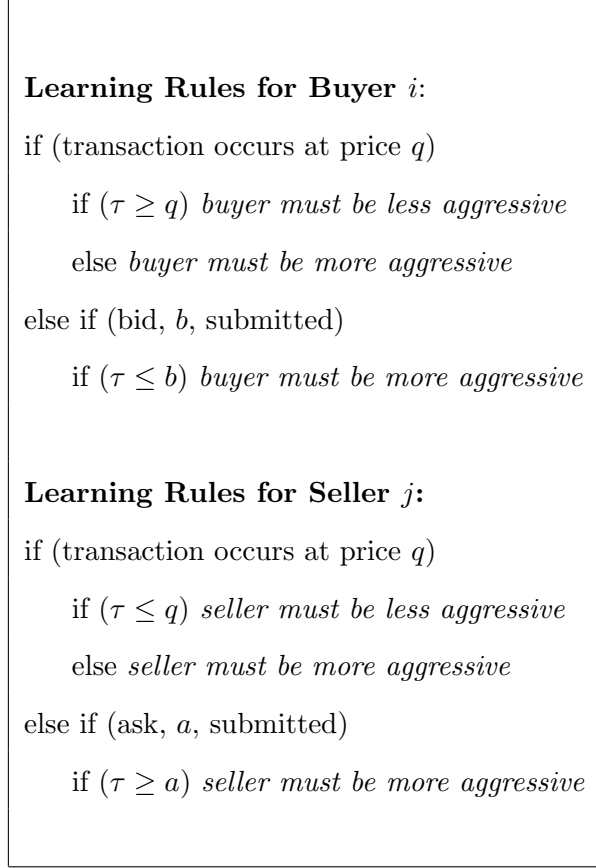 Learning Rules for Buyer i:
if (transaction occurs at price q)
if (τ ≥ q) buyer must be less aggressive
else buyer must be more aggressive
else if (bid, b, submitted)
if (τ ≤ b) buyer must be more aggressive
Learning Rules for Seller j:
if (transaction occurs at price q)
if (τ ≤ q) seller must be less aggressive
else seller must be more aggressive
else if (ask, a, submitted)
if (τ ≥ a) seller must be more aggressive